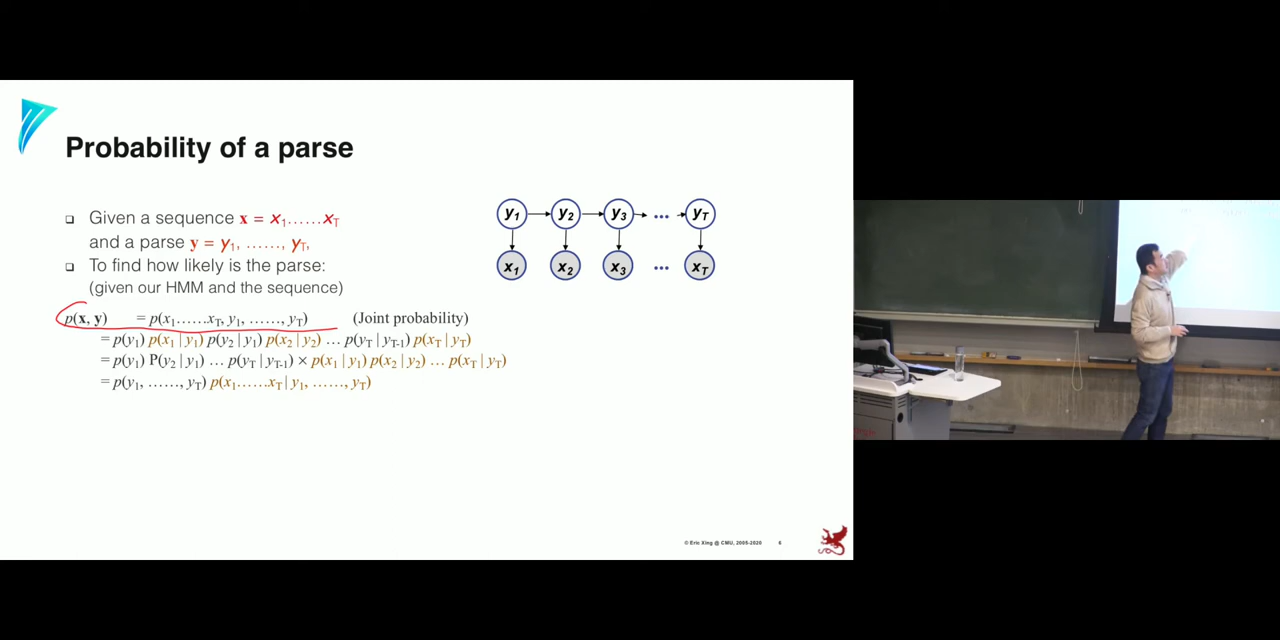 Probability of a parse
❑ Given a sequence x = x1……xT
and a parse y = y1, ……, yT,
❑ To find how likely is the parse:
(given our HMM and the sequence)
p(x, y) = p(x1……xT, y1, ……, yT) (Joint probability)
= p(y1) p(x1 | y1) p(y2 | y1) p(x2 | y2) … p(yT | yT-1) p(xT | yT)
= p(y1) P(y2 | y1) … p(yT | yT-1) × p(x1 | y1) p(x2 | y2) … p(xT | yT)
= p(y1, ……, yT) p(x1……xT | y1, ……, yT)
y1 y2 y3 ... yT
x1 x2 x3 ... xT
© Eric Xing @ CMU, 2005-2020 6